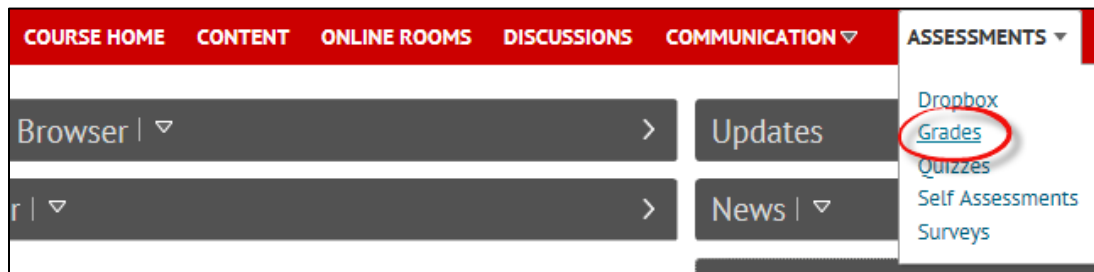 COURSE HOME CONTENT ONLINE ROOMS DISCUSSIONS COMMUNICATION ASSESSMENTS
Dropbox
Browser Updates Grades
Quizzes
r News Self Assessments
Surveys